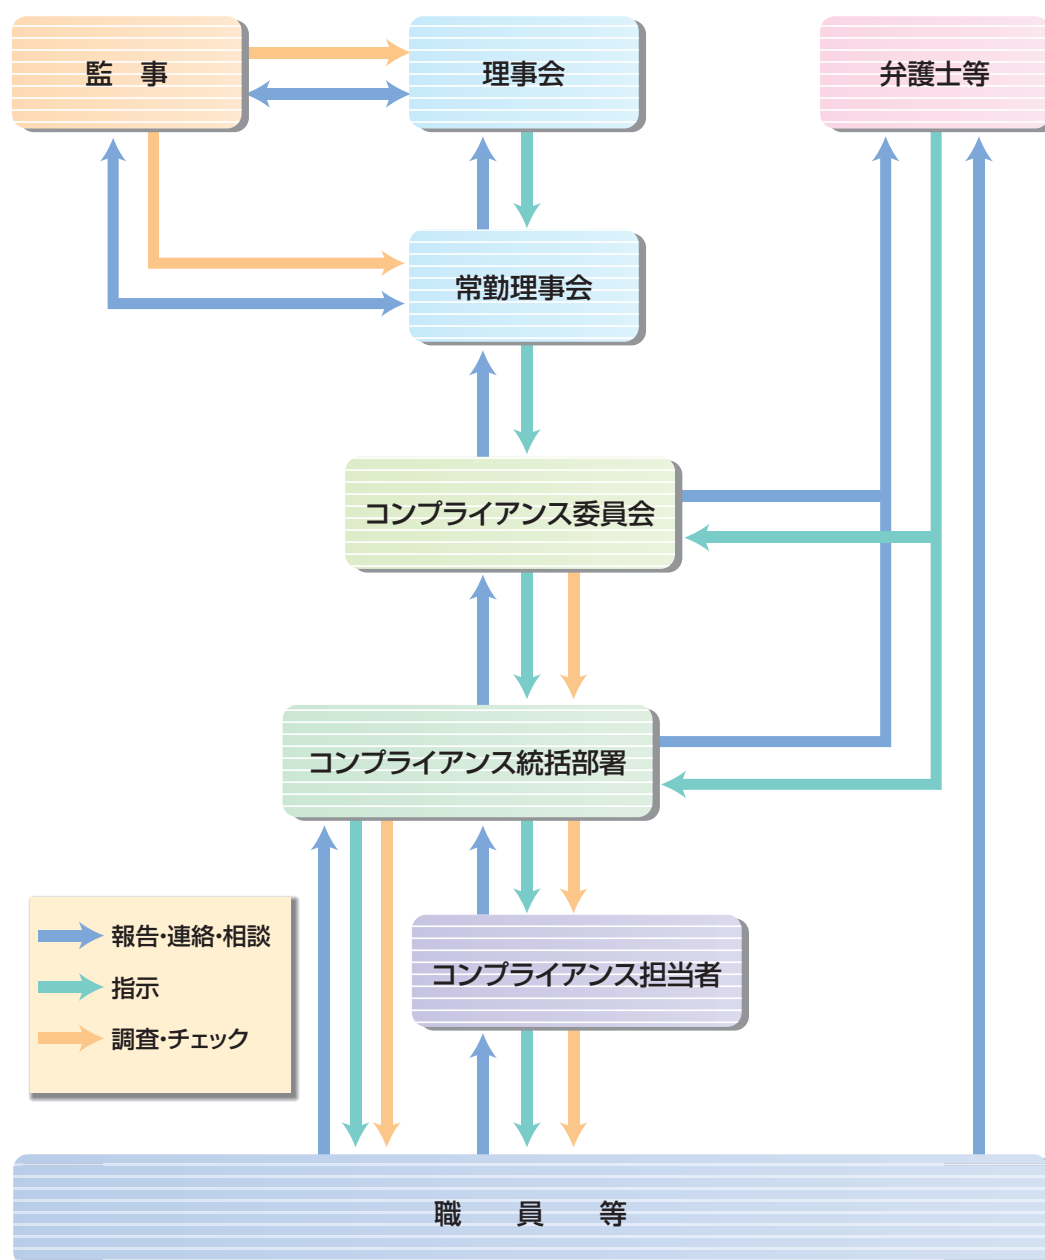 監　事
理事会
弁護士等
常勤理事会
コンプライアンス委員会
コンプライアンス統括部署
コンプライアンス担当者
報告・連絡・相談
指示
調査・チェック
職　員　等